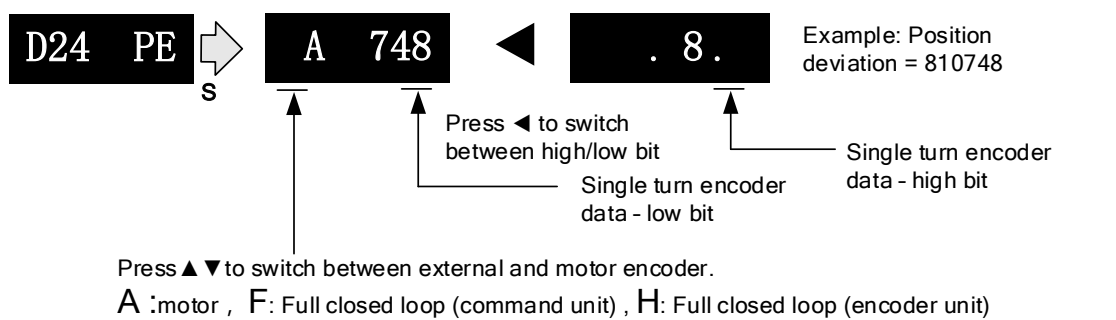 D24 PE
S
A 748
◀
. 8 .
Example: Position
deviation = 810748
Press ◀ to switch
between high/low bit
Single turn encoder
data - high bit
Single turn encoder
data - low bit
Press▲▼to switch between external and motor encoder.
A :motor , F: Full closed loop (command unit) , H: Full closed loop (encoder unit)